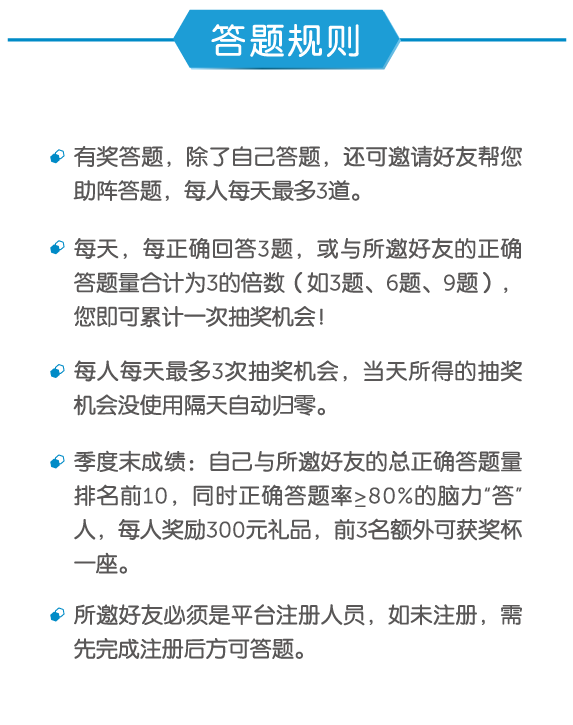 答题规则
有奖答题，除了自己答题，还可邀请好友帮您
助阵答题，每人每天最多3道。
每天，每正确回答3题，或与所邀好友的正确
答题量合计为3的倍数（如3题、6题、9题），
您即可累计一次抽奖机会！
每人每天最多3次抽奖机会，当天所得的抽奖
机会没使用隔天自动归零。
季度末成绩：自己与所邀好友的总正确答题量
排名前10，同时正确答题率≥80%的脑力“答”
人，每人奖励300元礼品，前3名额外可获奖杯
一座。
所邀好友必须是平台注册人员，如未注册，需
先完成注册后方可答题。